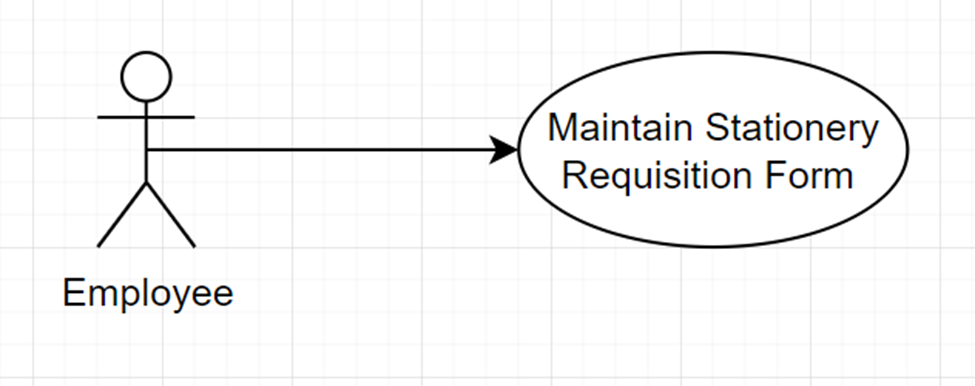 Maintain Stationery
Requisition Form
Employee